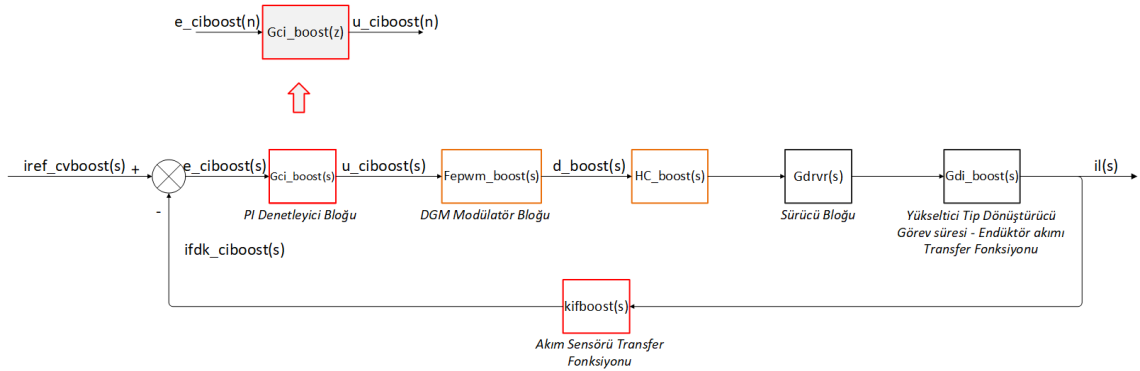 e_ciboost(n)
Gci_boost(z)
u_ciboost(n)
iref_cvboost(s)
+
-
e_ciboost(s)
Gci_boost(s)
u_ciboost(s)
Fepwm_boost(s)
d_boost(s)
HC_boost(s)
Gdrvr(s)
Gdi_boost(s)
il(s)
PI Denetleyici Bloğu
DGM Modülatör Bloğu
Sürücü Bloğu
Yükseltici Tip Dönüştürücü
Görev süresi - Endüktör akımı
Transfer Fonksiyonu
ifdk_ciboost(s)
kifboost(s)
Akım Sensörü Transfer
Fonksiyonu